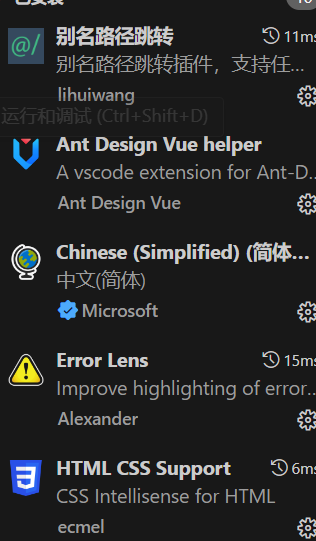 已安装
@/
别名路径跳转
11ms
别名路径跳转插件，支持任...
lihuiwang
运行和调试 (Ctrl+Shift+D)
Ant Design Vue helper
A vscode extension for Ant-D...
Ant Design Vue
Chinese (Simplified) (简体...
中文(简体)
Microsoft
Error Lens
15ms
Improve highlighting of error...
Alexander
HTML CSS Support
6ms
CSS Intellisense for HTML
ecmel